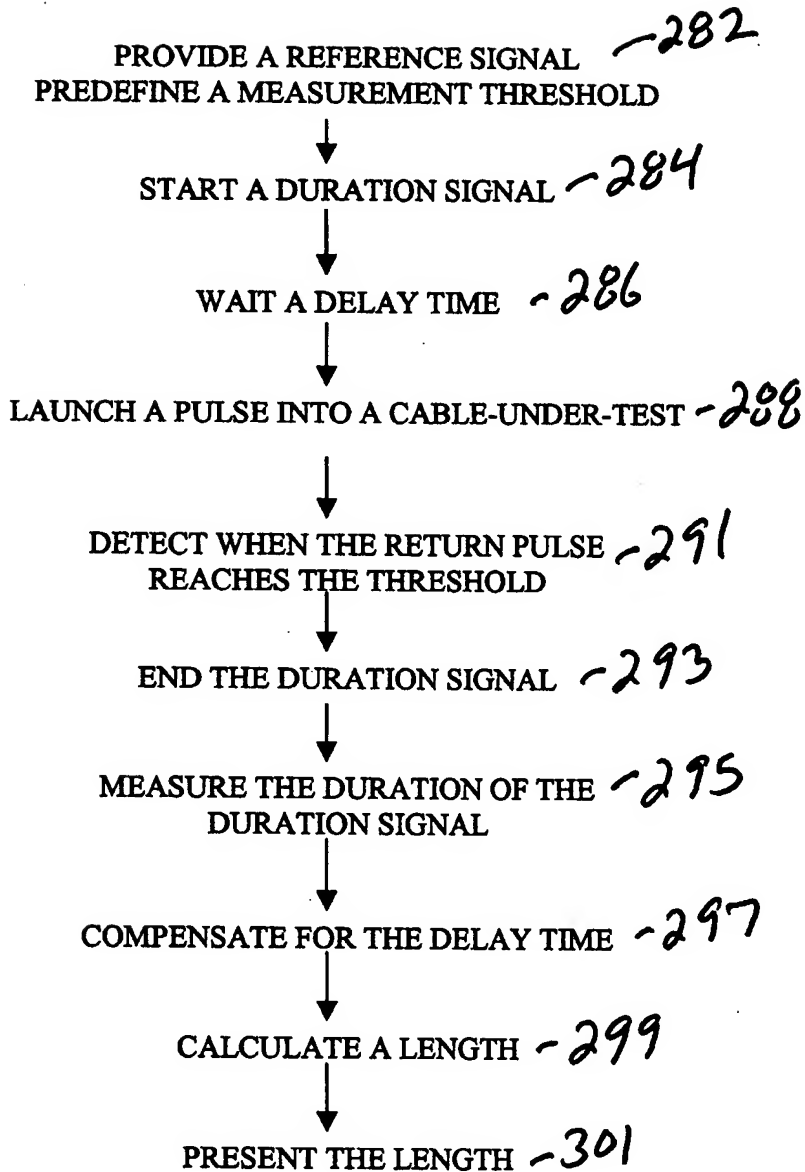 PROVIDE A REFERENCE SIGNAL -282
PREDEFINE A MEASUREMENT THRESHOLD
START A DURATION SIGNAL -284
WAIT A DELAY TIME -286
LAUNCH A PULSE INTO A CABLE-UNDER-TEST -288
DETECT WHEN THE RETURN PULSE -291
REACHES THE THRESHOLD
END THE DURATION SIGNAL -293
MEASURE THE DURATION OF THE -295
DURATION SIGNAL
COMPENSATE FOR THE DELAY TIME -297
CALCULATE A LENGTH -299
PRESENT THE LENGTH -301